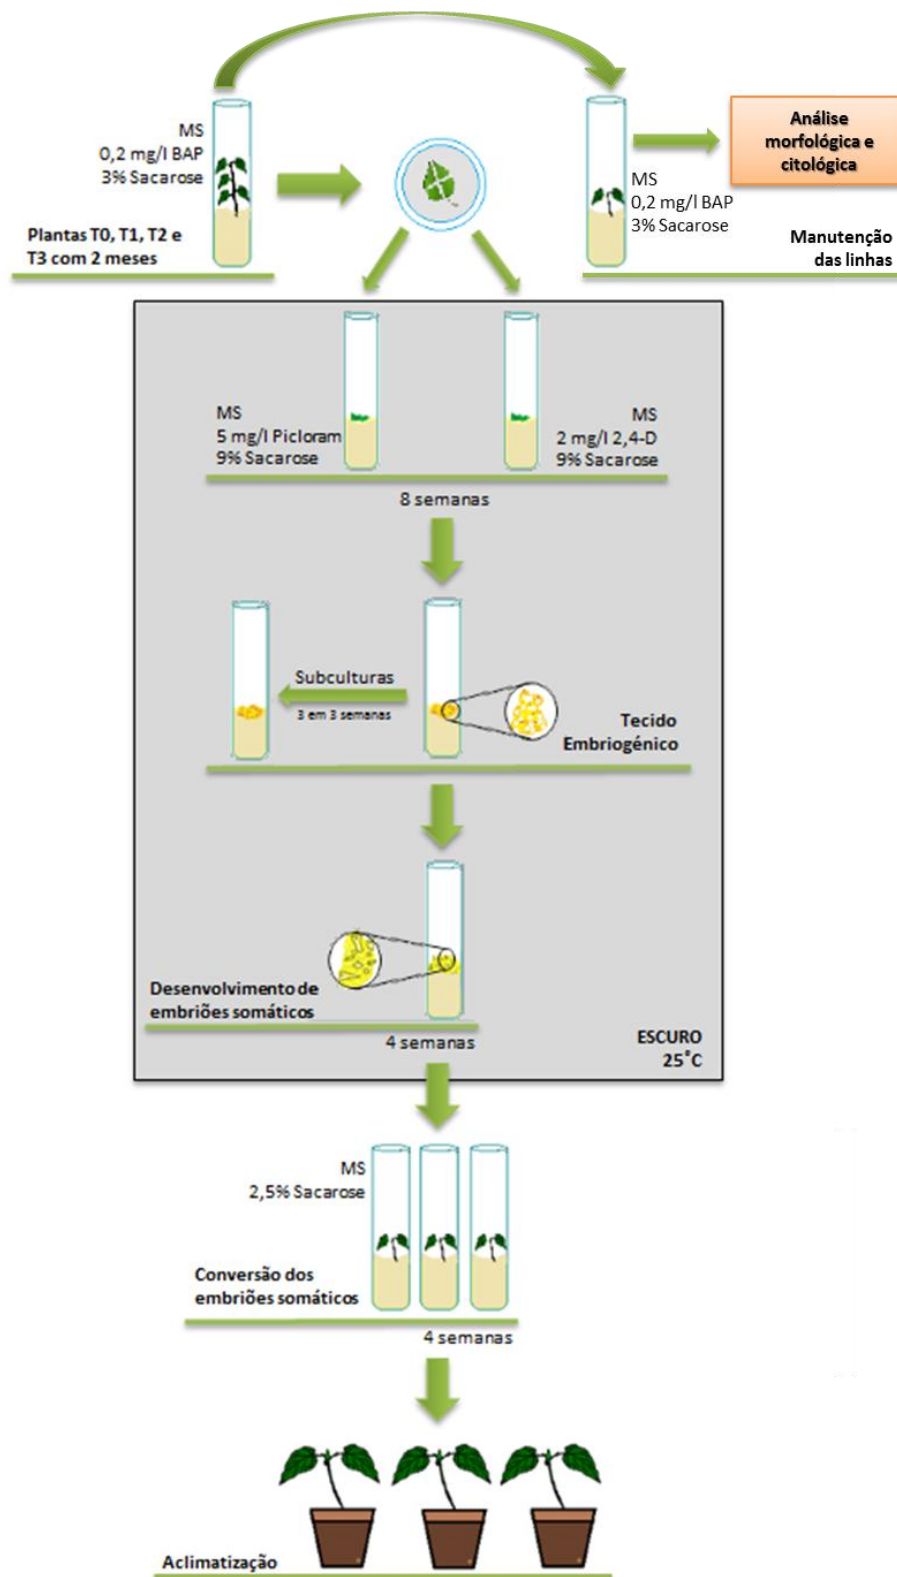 MS
0,2 mg/l BAP
3% Sacarose
Plantas T0, T1, T2 e
T3 com 2 meses
MS
0,2 mg/l BAP
3% Sacarose
Análise
morfológica e
citológica
Manutenção
das linhas
MS
5 mg/l Picloram
9% Sacarose
MS
2 mg/l 2,4-D
9% Sacarose
8 semanas
Subculturas
3 em 3 semanas
Tecido
Embriogénico
Desenvolvimento de
embriões somáticos
4 semanas
ESCURO
25˚C
MS
2,5% Sacarose
Conversão dos
embriões somáticos
4 semanas
Aclimatização